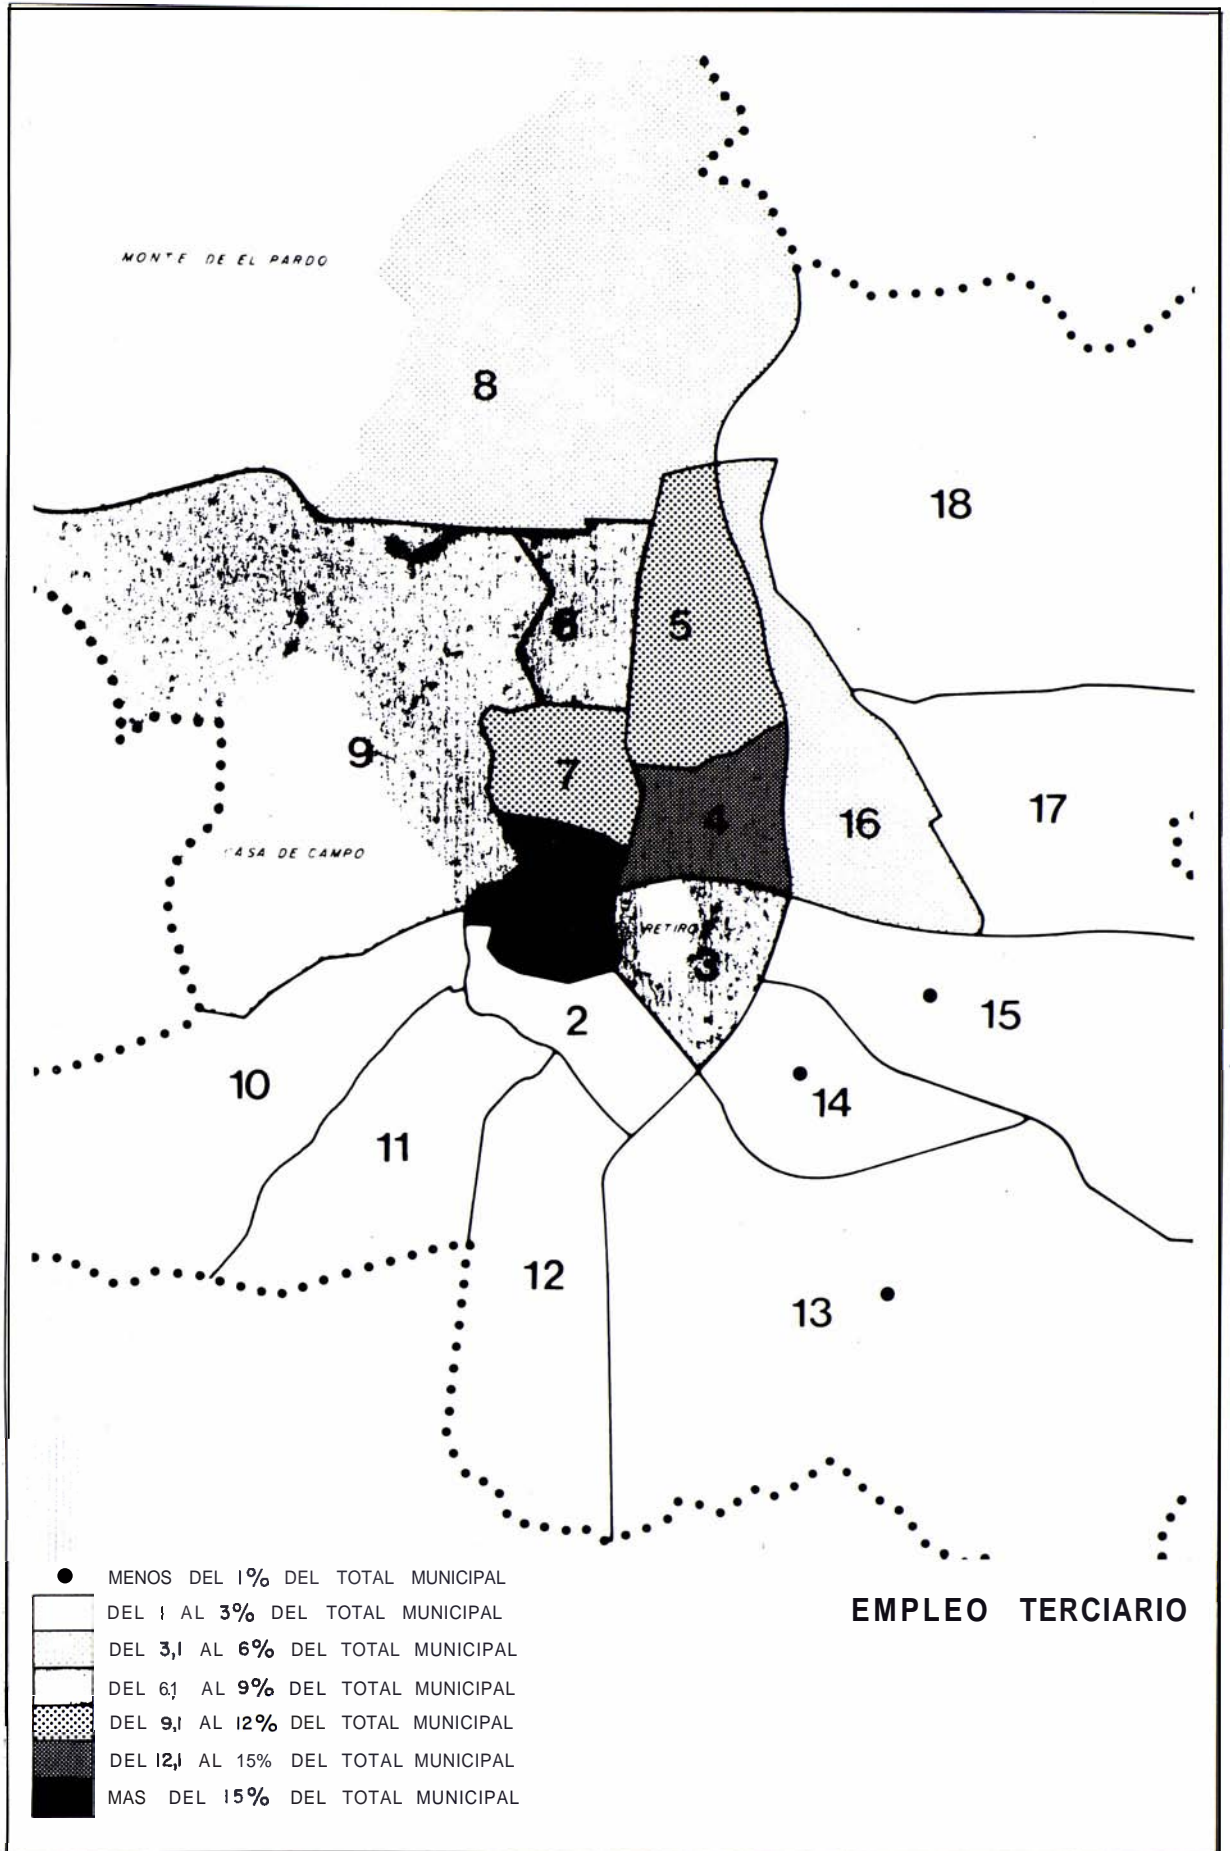 MONTE DE EL PARDO
8
18
6
5
9
7
4
16
17
CASA DE CAMPO
RETIRO
3
2
15
10
14
11
12
13
MENOS DEL 1% DEL TOTAL MUNICIPAL
DEL 1 AL 3% DEL TOTAL MUNICIPAL
EMPLEO TERCIARIO
DEL 3,1 AL 6% DEL TOTAL MUNICIPAL
DEL 6,1 AL 9% DEL TOTAL MUNICIPAL
DEL 9,1 AL 12% DEL TOTAL MUNICIPAL
DEL 12,1 AL 15% DEL TOTAL MUNICIPAL
MAS DEL 15% DEL TOTAL MUNICIPAL